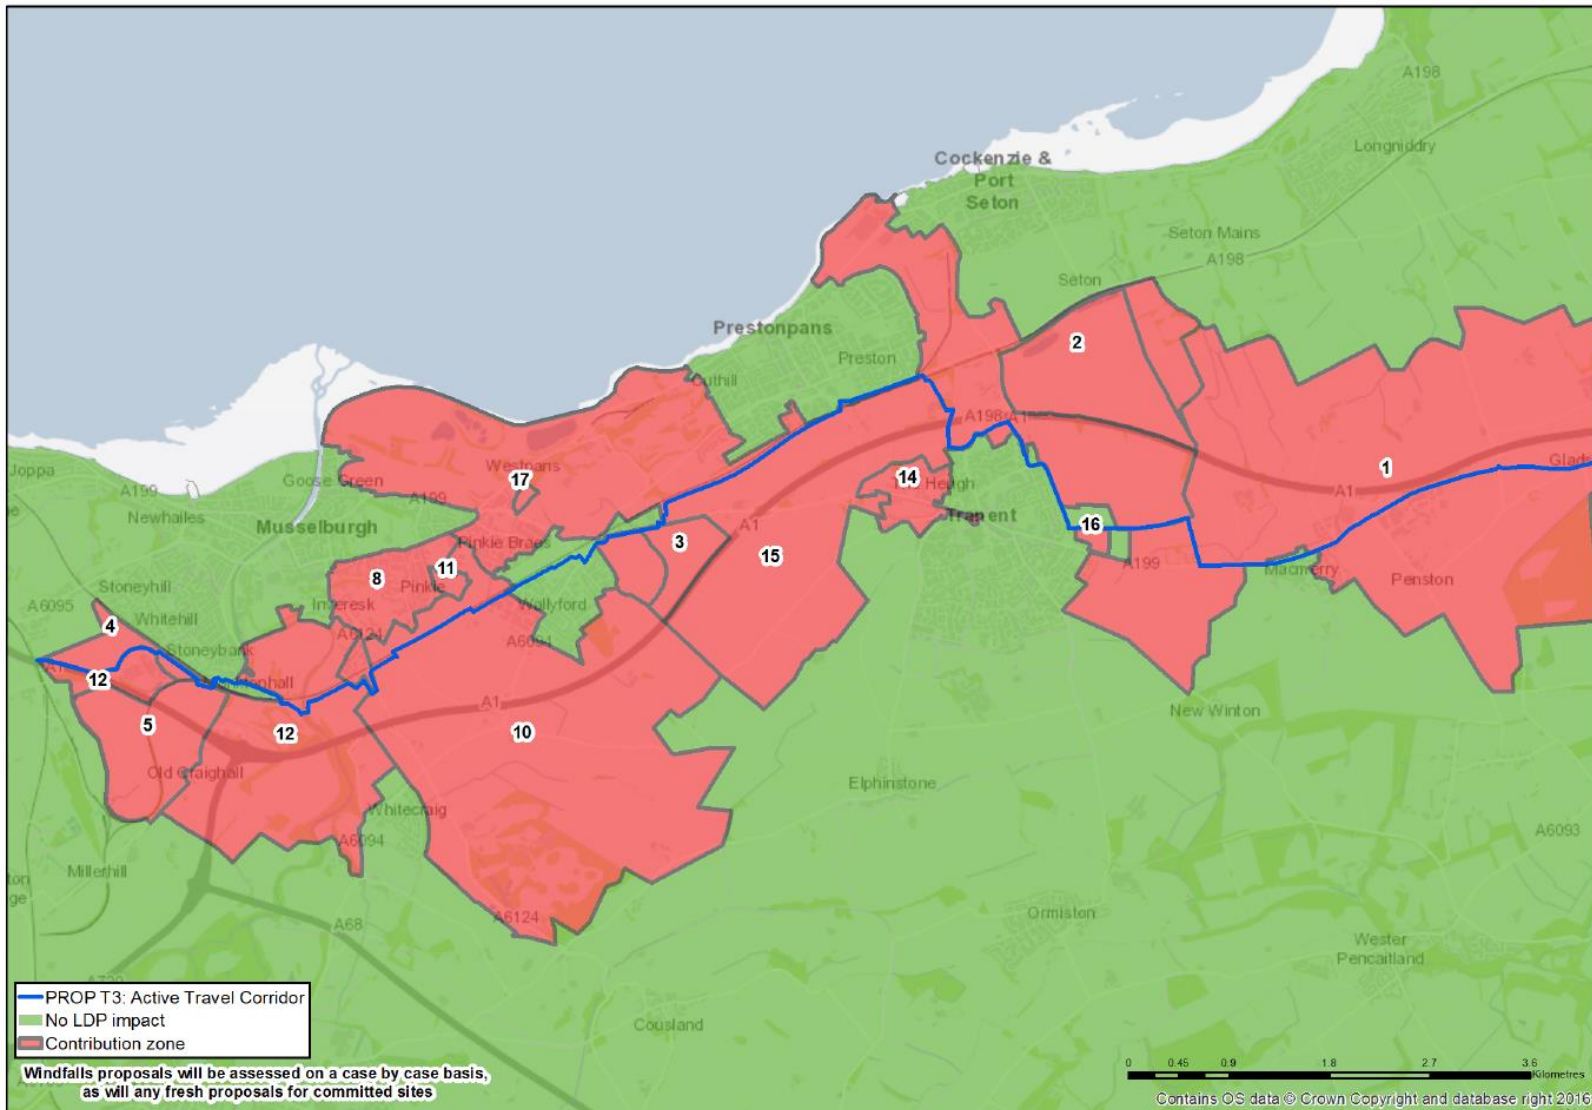 A198
Longniddry
Cockenzie &
Port
Seton
Seton Mains
A198
Seton
Prestonpans
Preston
2
Cuthill
A198
1
Joppa
A199
Goose Green
Westpans
17
14
A1
Newhailes
A199
Musselburgh
Tranent
16
A1
3
15
Pinkie Braes
A199
Macmerry
Penston
Stoneyhill
8
Pinkie
11
Wallyford
A6095
Whitehill
Inveresk
4
Stoneybank
A6124
A6094
12
5
12
A1
10
New Winton
Old Craighall
Elphinstone
Whitecraig
A6094
A6093
Millerhill
A6124
A68
Ormiston
Wester
Pencaitland
Cousland
PROP T3: Active Travel Corridor
No LDP impact
Contribution zone
Windfalls proposals will be assessed on a case by case basis,
as will any fresh proposals for committed sites
0 0.45 0.9 1.8 2.7 3.6
Kilometres
Contains OS data © Crown Copyright and database right 2016